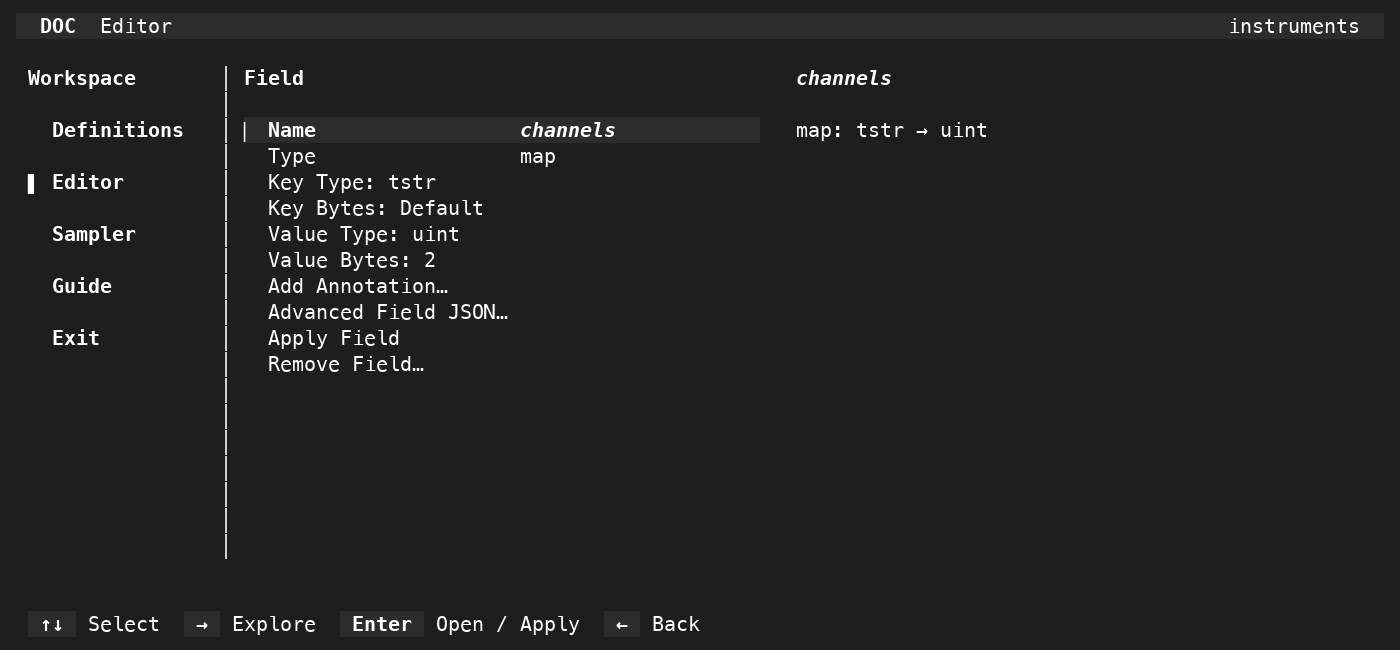 DOC Editor instruments
Workspace Field channels
Definitions Name channels map: tstr → uint
Type map
Editor Key Type: tstr
Key Bytes: Default
Sampler Value Type: uint
Value Bytes: 2
Guide Add Annotation…
Advanced Field JSON…
Exit Apply Field
Remove Field…
↑↓ Select → Explore Enter Open / Apply ← Back